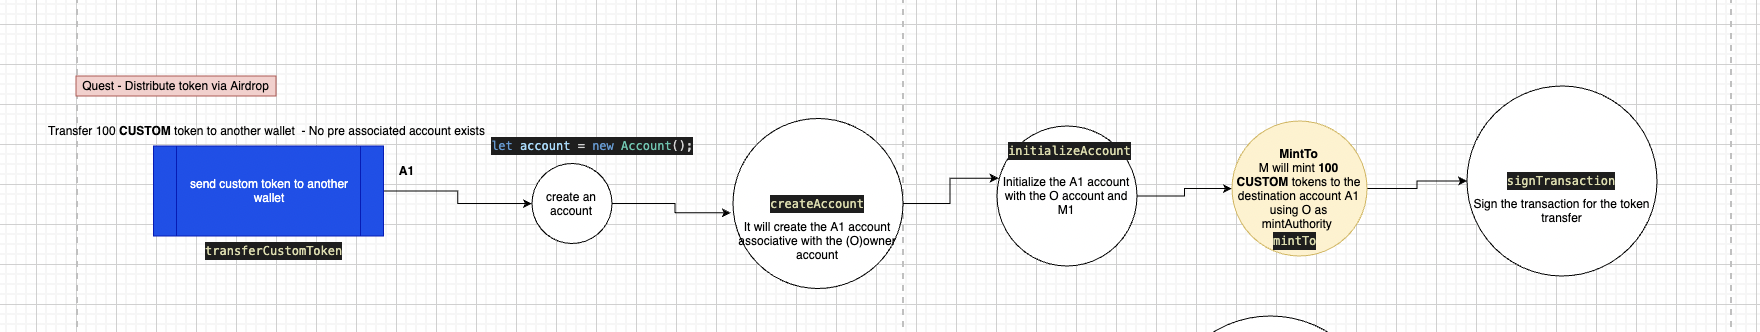 Quest - Distribute token via Airdrop
Transfer 100 CUSTOM token to another wallet - No pre associated account exists
let account = new Account();
A1
send custom token to another
wallet
transferCustomToken
create an
account
createAccount
It will create the A1 account
associative with the (O)owner
account
initializeAccount
Initialize the A1 account
with the O account and
M1
MintTo
M will mint 100
CUSTOM tokens to the
destination account A1
using O as
mintAuthority
mintTo
signTransaction
Sign the transaction for the token
transfer